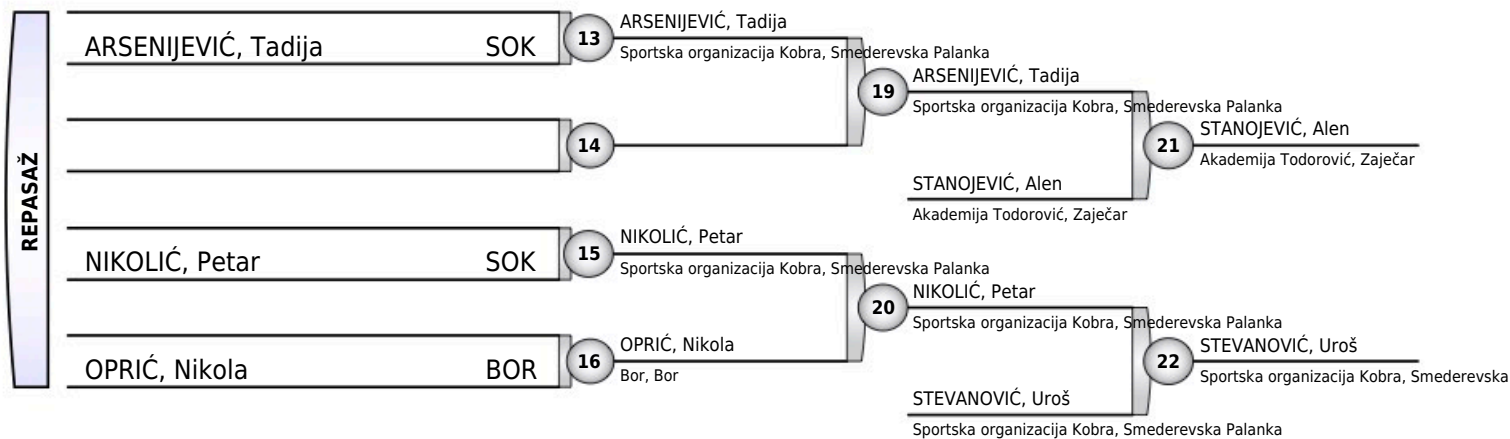 REPASAŽ
ARSENIJEVIĆ, Tadija SOK
13
ARSENIJEVIĆ, Tadija
Sportska organizacija Kobra, Smederevska Palanka
14
19
ARSENIJEVIĆ, Tadija
Sportska organizacija Kobra, Smederevska Palanka
STANOJEVIĆ, Alen
Akademija Todorović, Zaječar
21
STANOJEVIĆ, Alen
Akademija Todorović, Zaječar
NIKOLIĆ, Petar SOK
15
NIKOLIĆ, Petar
Sportska organizacija Kobra, Smederevska Palanka
OPRIĆ, Nikola BOR
16
OPRIĆ, Nikola
Bor, Bor
20
NIKOLIĆ, Petar
Sportska organizacija Kobra, Smederevska Palanka
STEVANOVIĆ, Uroš
Sportska organizacija Kobra, Smederevska Palanka
22
STEVANOVIĆ, Uroš
Sportska organizacija Kobra, Smederevska